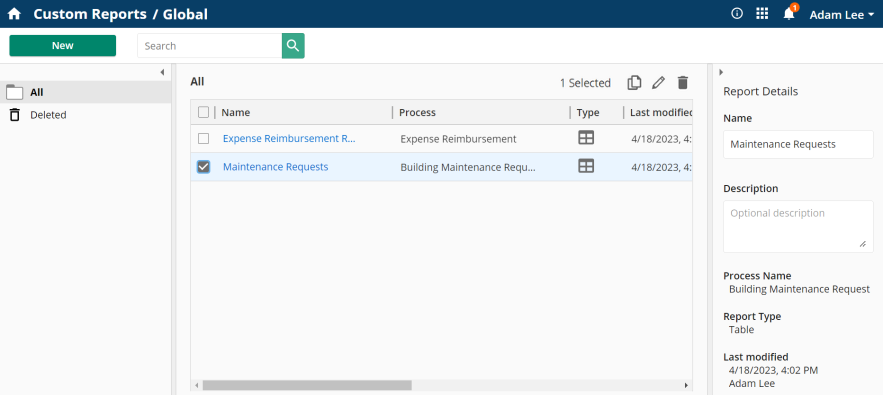 Custom Reports / Global
1
Adam Lee
New
Search
All
Deleted
All
1 Selected
Name
Process
Type
Last modified
Expense Reimbursement R...
Expense Reimbursement
4/18/2023, 4:
Maintenance Requests
Building Maintenance Requ...
4/18/2023, 4:
Report Details
Name
Maintenance Requests
Description
Optional description
Process Name
Building Maintenance Request
Report Type
Table
Last modified
4/18/2023, 4:02 PM
Adam Lee